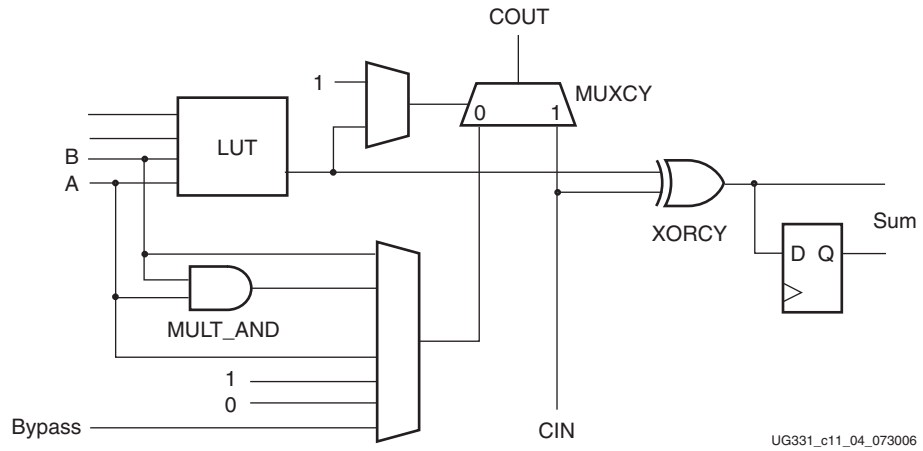 COUT
1
MUXCY
0 1
LUT
B
A
XORCY
Sum
D Q
MULT_AND
1
0
Bypass
CIN
UG331_c11_04_073006